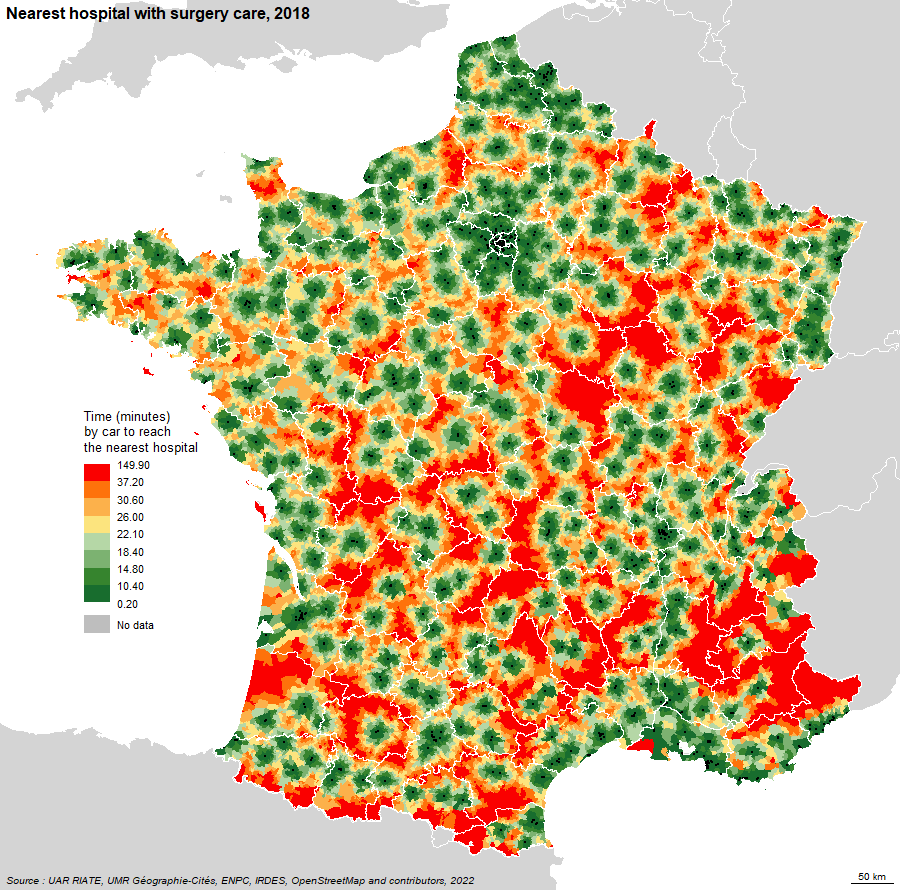 Nearest hospital with surgery care, 2018
Time (minutes)
by car to reach
the nearest hospital
149.90
37.20
30.60
26.00
22.10
18.40
14.80
10.40
0.20
No data
50 km
Source : UAR RIATE, UMR Géographie-Cités, ENPC, IRDES, OpenStreetMap and contributors, 2022